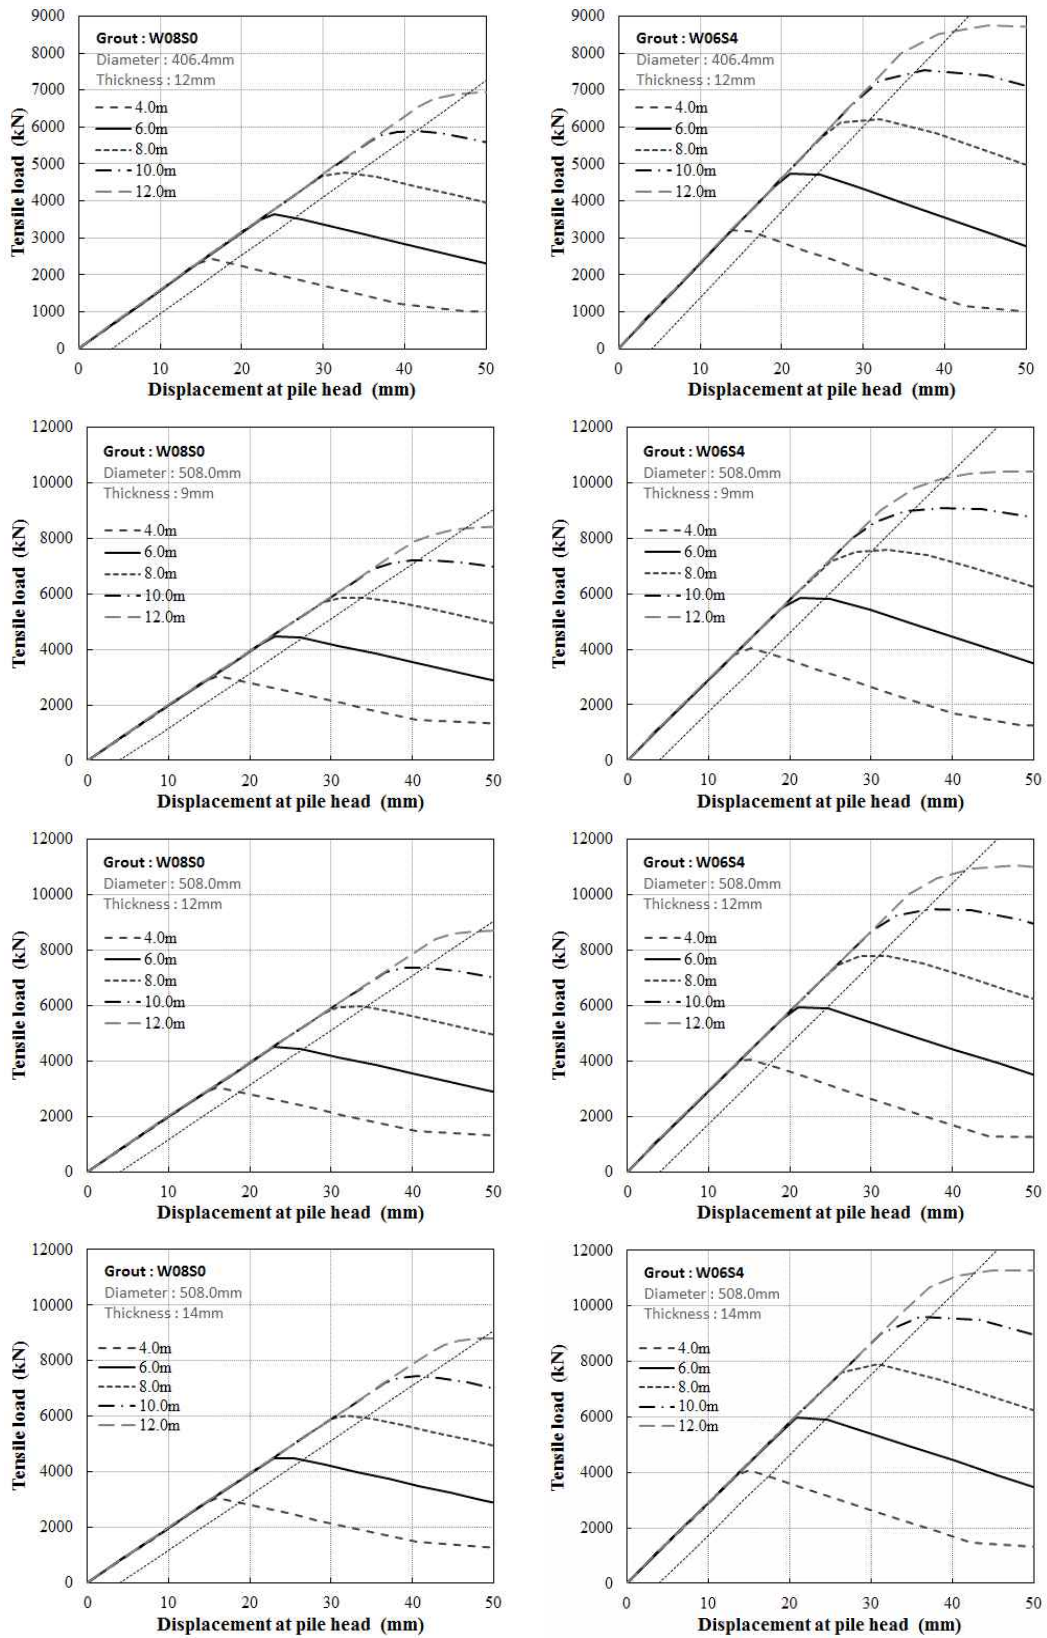 9000
8000
7000
6000
5000
4000
3000
2000
1000
0
Tensile load (kN)
Grout : W08S0
Diameter : 406.4mm
Thickness : 12mm
4.0m
6.0m
8.0m
10.0m
12.0m
0 10 20 30 40 50
Displacement at pile head (mm)
9000
8000
7000
6000
5000
4000
3000
2000
1000
0
Tensile load (kN)
Grout : W06S4
Diameter : 406.4mm
Thickness : 12mm
4.0m
6.0m
8.0m
10.0m
12.0m
0 10 20 30 40 50
Displacement at pile head (mm)
12000
10000
8000
6000
4000
2000
0
Tensile load (kN)
Grout : W08S0
Diameter : 508.0mm
Thickness : 9mm
4.0m
6.0m
8.0m
10.0m
12.0m
0 10 20 30 40 50
Displacement at pile head (mm)
12000
10000
8000
6000
4000
2000
0
Tensile load (kN)
Grout : W06S4
Diameter : 508.0mm
Thickness : 9mm
4.0m
6.0m
8.0m
10.0m
12.0m
0 10 20 30 40 50
Displacement at pile head (mm)
12000
10000
8000
6000
4000
2000
0
Tensile load (kN)
Grout : W08S0
Diameter : 508.0mm
Thickness : 12mm
4.0m
6.0m
8.0m
10.0m
12.0m
0 10 20 30 40 50
Displacement at pile head (mm)
12000
10000
8000
6000
4000
2000
0
Tensile load (kN)
Grout : W06S4
Diameter : 508.0mm
Thickness : 12mm
4.0m
6.0m
8.0m
10.0m
12.0m
0 10 20 30 40 50
Displacement at pile head (mm)
12000
10000
8000
6000
4000
2000
0
Tensile load (kN)
Grout : W08S0
Diameter : 508.0mm
Thickness : 14mm
4.0m
6.0m
8.0m
10.0m
12.0m
0 10 20 30 40 50
Displacement at pile head (mm)
12000
10000
8000
6000
4000
2000
0
Tensile load (kN)
Grout : W06S4
Diameter : 508.0mm
Thickness : 14mm
4.0m
6.0m
8.0m
10.0m
12.0m
0 10 20 30 40 50
Displacement at pile head (mm)